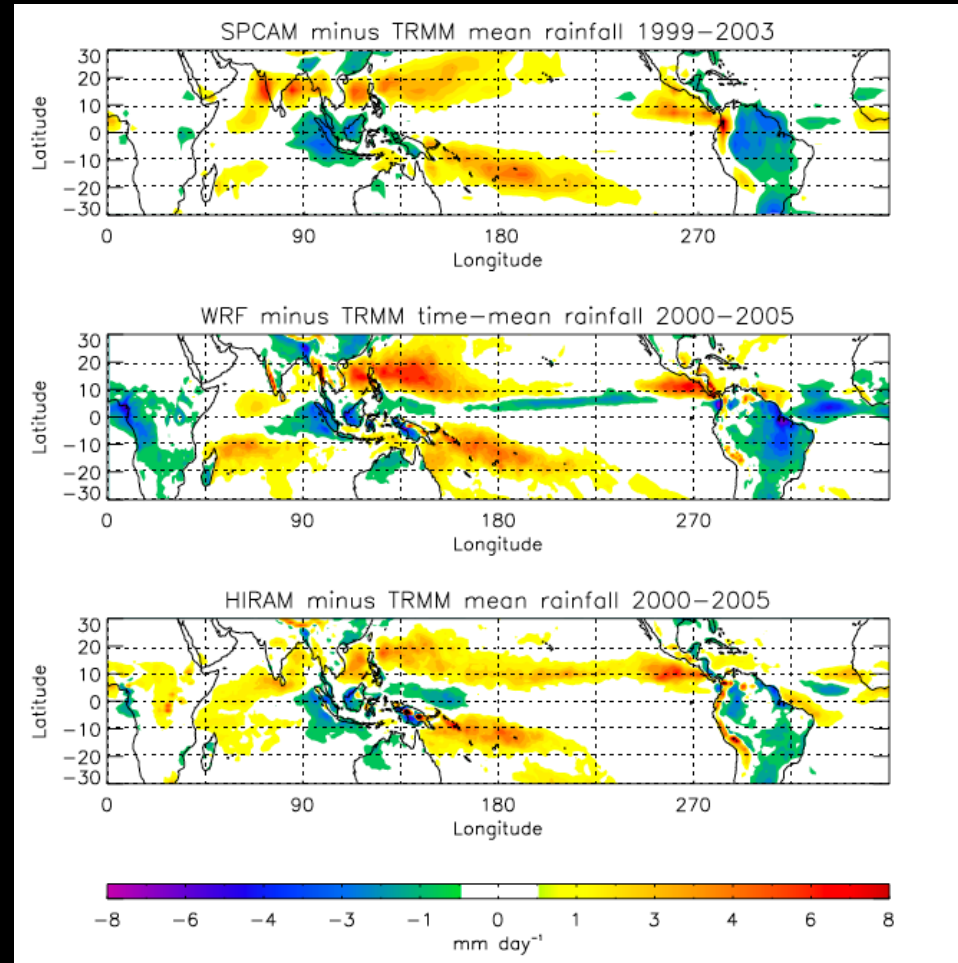 SPCAM minus TRMM mean rainfall 1999-2003
30
20
10
0
-10
-20
-30
Latitude
0 90 180 270
Longitude
WRF minus TRMM time-mean rainfall 2000-2005
30
20
10
0
-10
-20
-30
Latitude
0 90 180 270
Longitude
HIRAM minus TRMM mean rainfall 2000-2005
30
20
10
0
-10
-20
-30
Latitude
0 90 180 270
Longitude
-8 -6 -4 -3 -1 0 1 3 4 6 8
mm day⁻¹